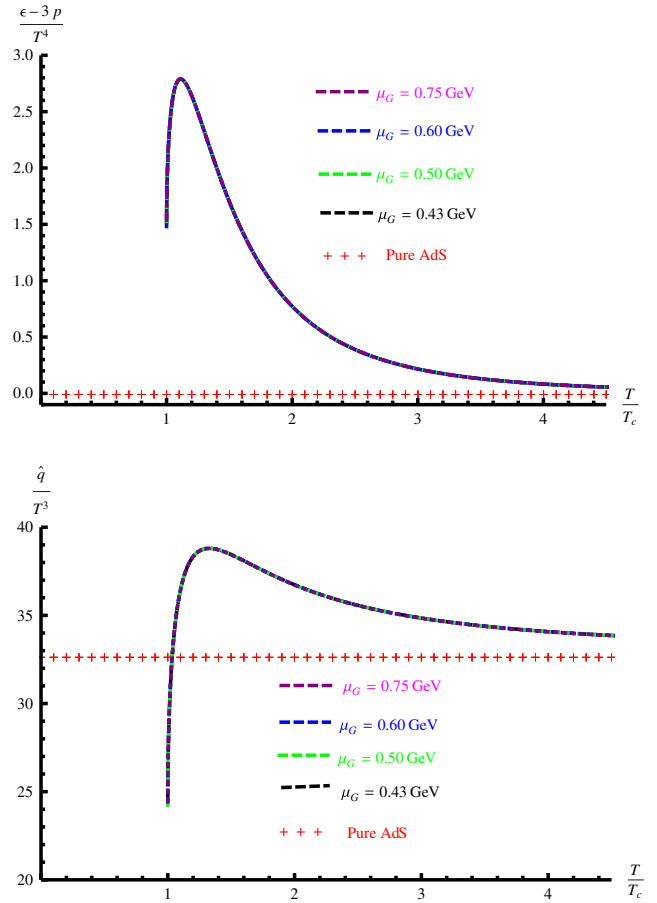 ϵ − 3 p
T⁴
3.0
2.5
2.0
1.5
1.0
0.5
0.0
μ_G = 0.75 GeV
μ_G = 0.60 GeV
μ_G = 0.50 GeV
μ_G = 0.43 GeV
Pure AdS
1 2 3 4
T
T_c
q̂
T³
40
35
30
25
20
μ_G = 0.75 GeV
μ_G = 0.60 GeV
μ_G = 0.50 GeV
μ_G = 0.43 GeV
Pure AdS
1 2 3 4
T
T_c